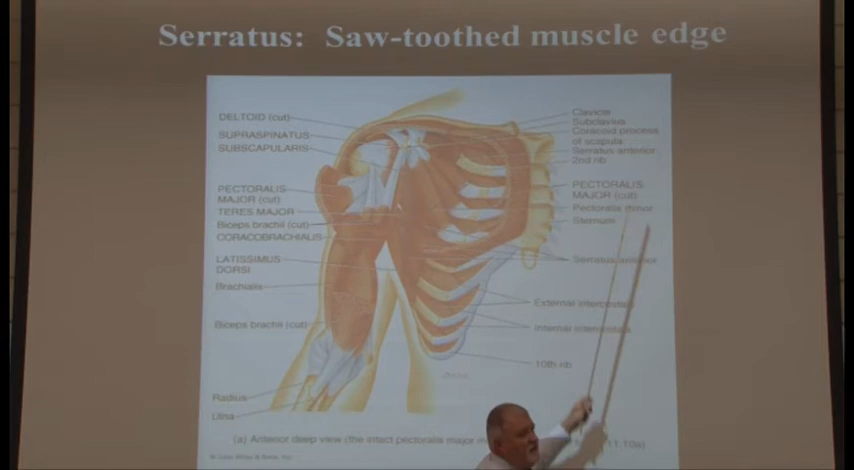 Serratus: Saw-toothed muscle edge
DELTOID (cut)
SUPRASPINATUS
SUBSCAPULARIS
PECTORALIS
MAJOR (cut)
TERES MAJOR
Biceps brachii (cut)
CORACOBRACHIALIS
LATISSIMUS
DORSI
Brachialis
Biceps brachii (cut)
Radius
Ulna
Clavicle
Subclavius
Coracoid process
of scapula
Serratus anterior
2nd rib
PECTORALIS
MAJOR (cut)
Pectoralis minor
Sternum
Serratus anterior
External intercostals
Internal intercostals
10th rib
(a) Anterior deep view (the intact pectoralis major 11.10a)